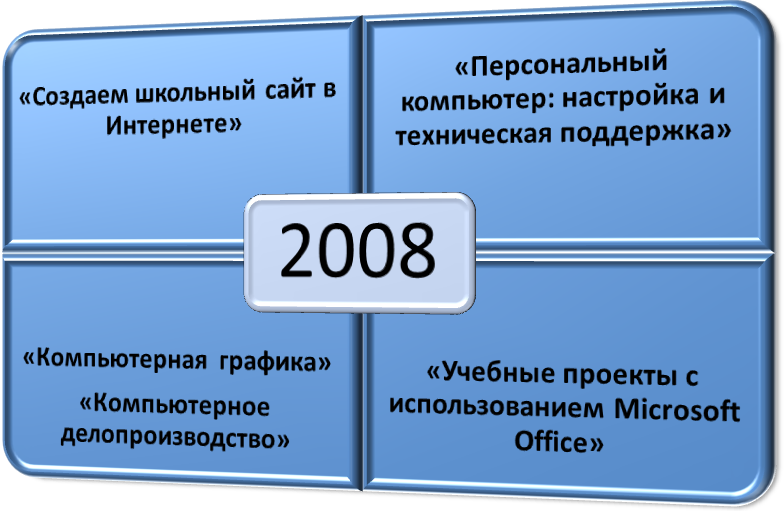 «Создаем школьный сайт в
Интернете»
«Персональный
компьютер: настройка и
техническая поддержка»
2008
«Компьютерная графика»
«Компьютерное
делопроизводство»
«Учебные проекты с
использованием Microsoft
Office»